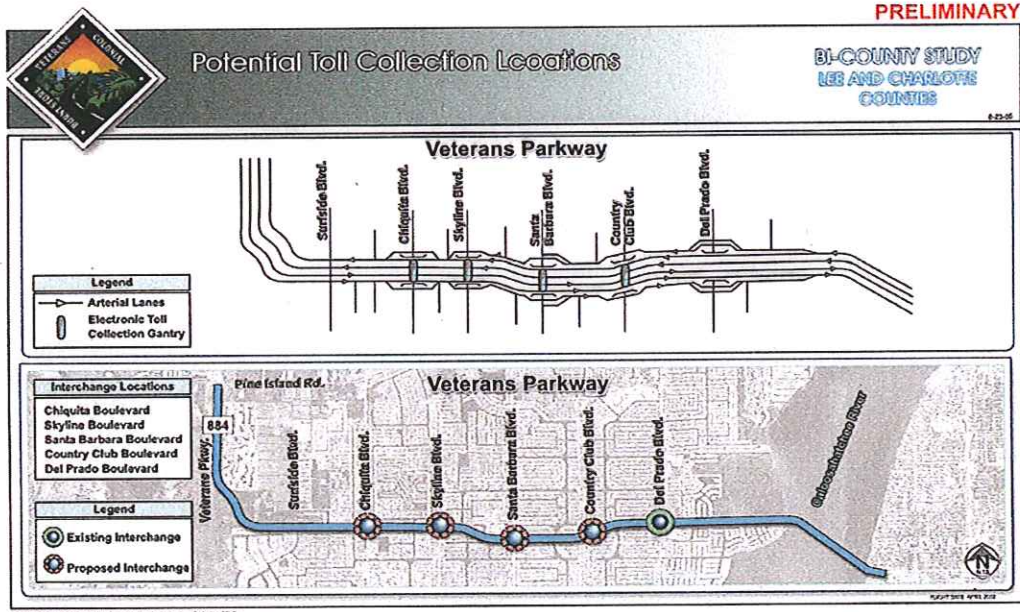 PRELIMINARY
VETERANS
COLONIAL
BURNT STORE
Potential Toll Collection Lcoations
BI-COUNTY STUDY
LEE AND CHARLOTTE
COUNTIES
Veterans Parkway
Surfside Blvd.
Chiquita Blvd.
Skyline Blvd.
Santa
Barbara Blvd.
Country
Club Blvd.
Del Prado Blvd.
Legend
Arterial Lanes
Electronic Toll
Collection Gantry
Interchange Locations
Chiquita Boulevard
Skyline Boulevard
Santa Barbara Boulevard
Country Club Boulevard
Del Prado Boulevard
Legend
Existing Interchange
Proposed Interchange
Pine Island Rd.
Veterans Parkway
884
Veterans Pkwy.
Surfside Blvd.
Chiquita Blvd.
Skyline Blvd.
Santa Barbara Blvd.
Country Club Blvd.
Del Prado Blvd.
Caloosahatchee River
N